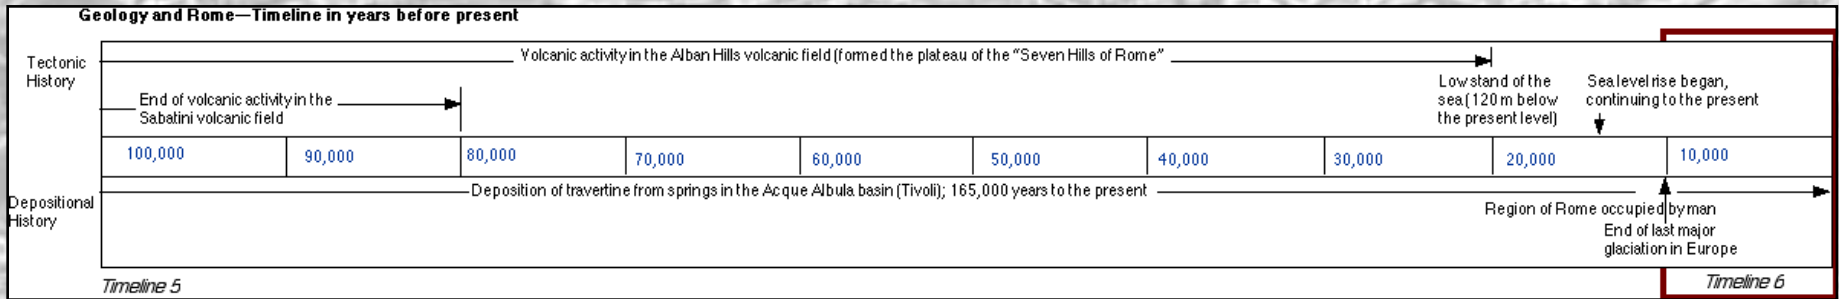 Geology and Rome—Timeline in years before present
Tectonic
History
Volcanic activity in the Alban Hills volcanic field (formed the plateau of the "Seven Hills of Rome"
End of volcanic activity in the
Sabatini volcanic field
Low stand of the
sea (120 m below
the present level)
Sea level rise began,
continuing to the present
100,000 90,000 80,000 70,000 60,000 50,000 40,000 30,000 20,000 10,000
Depositional
History
Deposition of travertine from springs in the Acque Albula basin (Tivoli); 165,000 years to the present
Region of Rome occupied by man
End of last major
glaciation in Europe
Timeline 5
Timeline 6